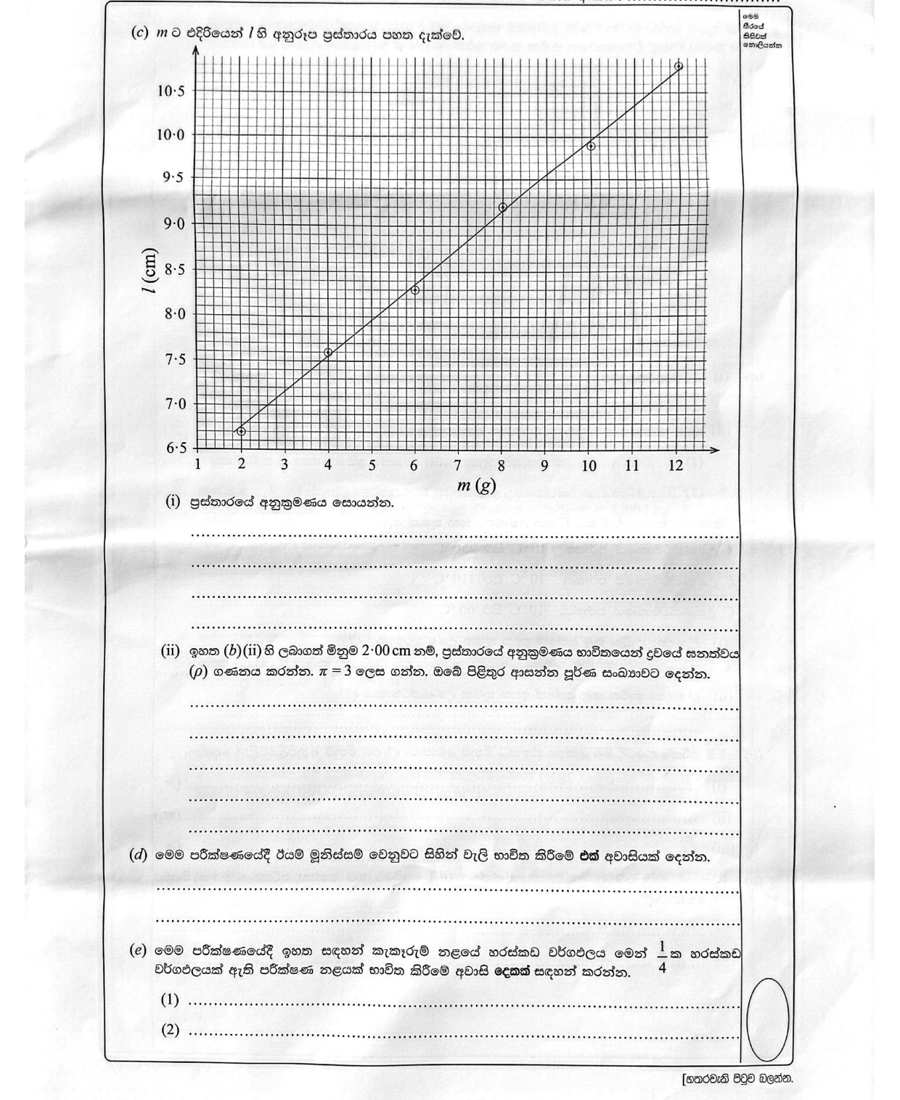 මෙම
තීරයේ
කිසිවක්
නොලියන්න
(c) m ට එදිරියෙන් l හි අනුරූප ප්‍රස්තාරය පහත දැක්වේ.
10·5
10·0
9·5
9·0
8·5
8·0
7·5
7·0
6·5
l (cm)
1 2 3 4 5 6 7 8 9 10 11 12
m (g)
(i) ප්‍රස්තාරයේ අනුක්‍රමණය සොයන්න.
(ii) ඉහත (b)(ii) හි ලබාගත් මිනුම 2·00 cm නම්, ප්‍රස්තාරයේ අනුක්‍රමණය භාවිතයෙන් ද්‍රවයේ ඝනත්වය
(ρ) ගණනය කරන්න. π = 3 ලෙස ගන්න. ඔබේ පිළිතුර ආසන්න පූර්ණ සංඛ්‍යාවට දෙන්න.
(d) මෙම පරීක්ෂණයේදී ඊයම් මූනිස්සම් වෙනුවට සිහින් වැලි භාවිත කිරීමේ එක් අවාසියක් දෙන්න.
(e) මෙම පරීක්ෂණයේදී ඉහත සඳහන් කැකෑරුම් නළයේ හරස්කඩ වර්ගඵලය මෙන් 1/4 ක හරස්කඩ
වර්ගඵලයක් ඇති පරීක්ෂණ නළයක් භාවිත කිරීමේ අවාසි දෙකක් සඳහන් කරන්න.
(1)
(2)
[හතරවැනි පිටුව බලන්න.